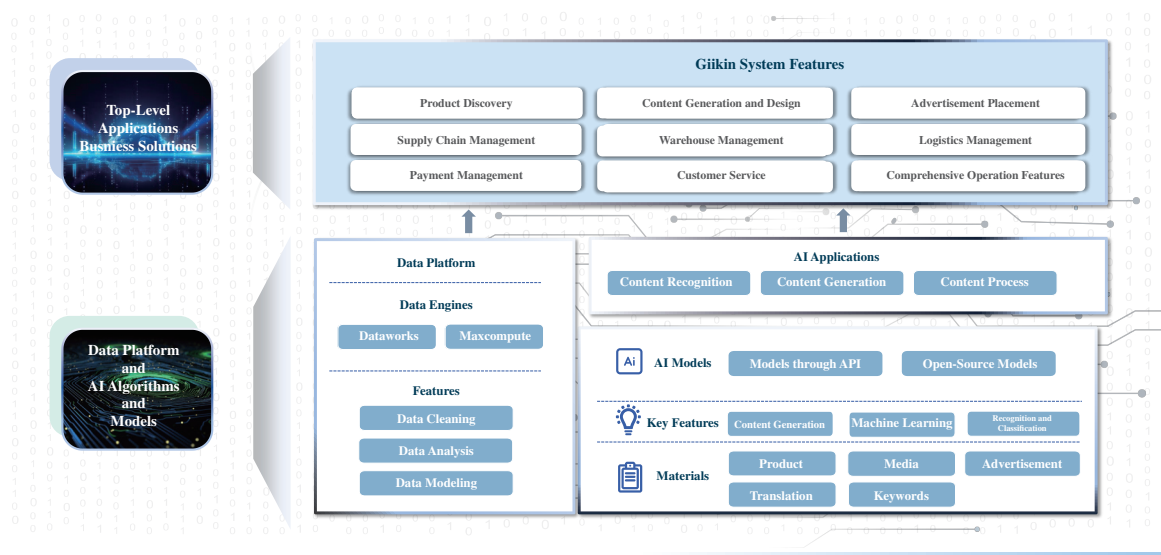 Top-Level
Applications
Busniess Solutions
Giikin System Features
Product Discovery
Content Generation and Design
Advertisement Placement
Supply Chain Management
Warehouse Management
Logistics Management
Payment Management
Customer Service
Comprehensive Operation Features
Data Platform
and
AI Algorithms
and
Models
Data Platform
Data Engines
Dataworks
Maxcompute
Features
Data Cleaning
Data Analysis
Data Modeling
AI Applications
Content Recognition
Content Generation
Content Process
Ai
AI Models
Models through API
Open-Source Models
Key Features
Content Generation
Machine Learning
Recognition and
Classification
Materials
Product
Media
Advertisement
Translation
Keywords